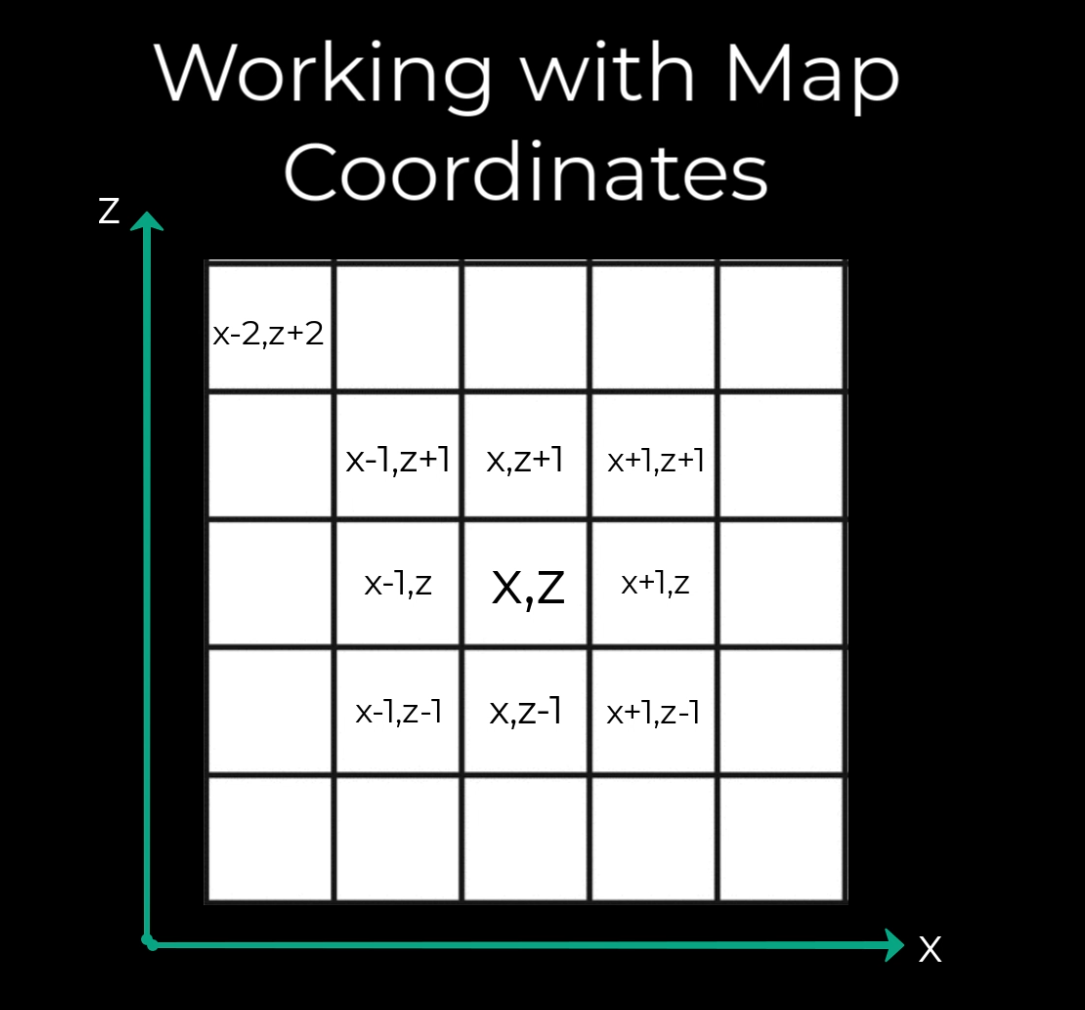 Working with Map
Coordinates
Z
x-2,z+2
x-1,z+1 x,z+1 x+1,z+1
x-1,z X,Z x+1,z
x-1,z-1 x,z-1 x+1,z-1
X